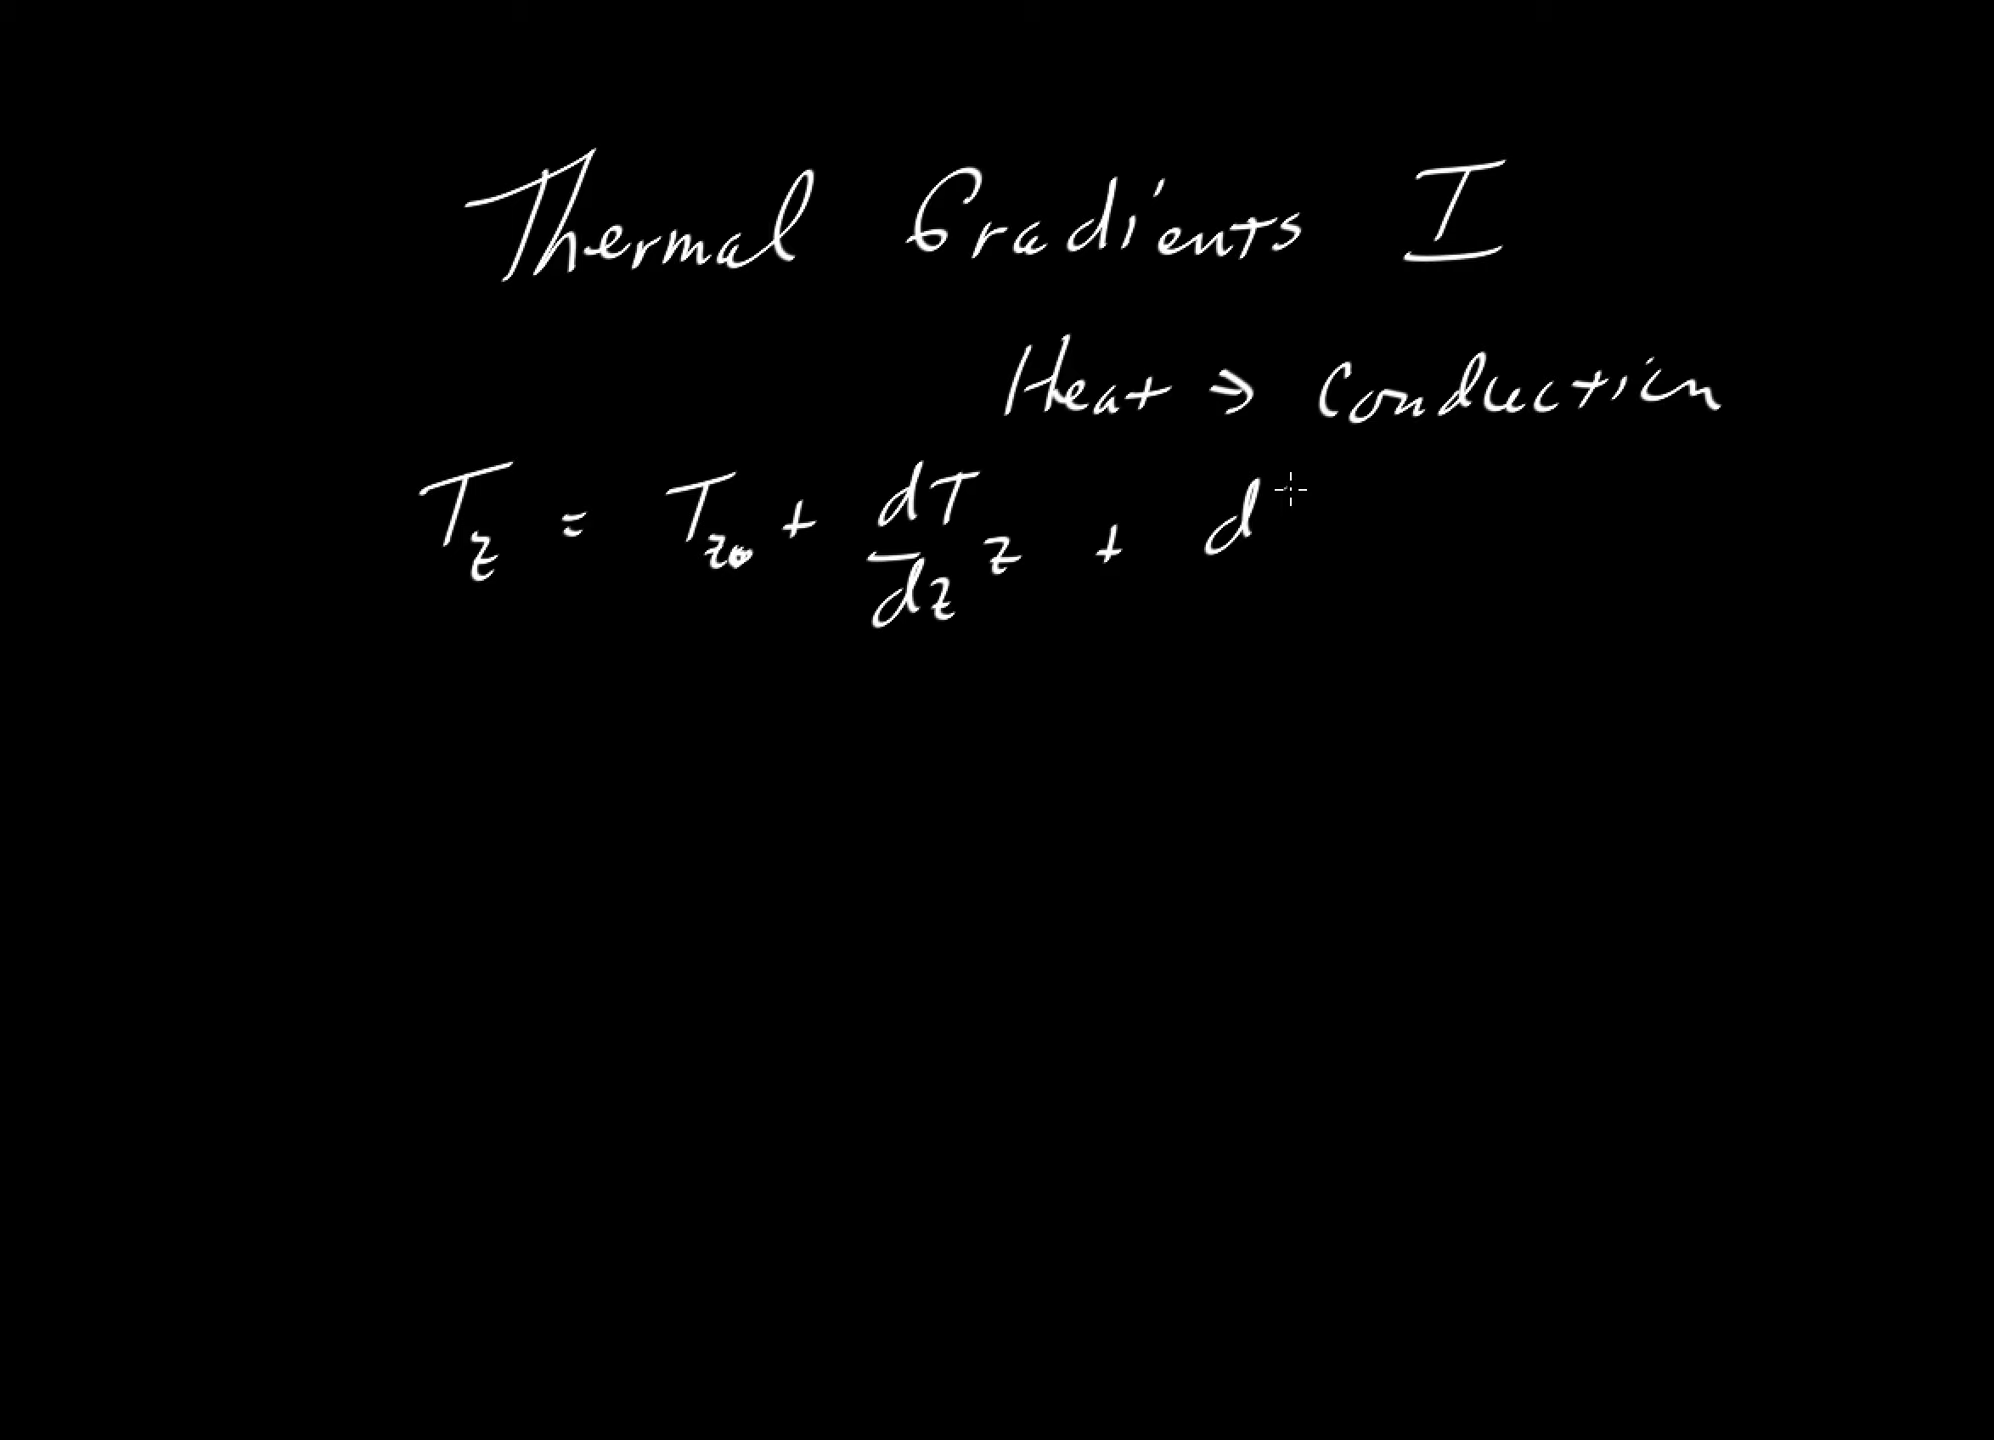 Thermal Gradients I
Heat ⇒ Conduction
T_z = T_z0 + dT/dz z + d